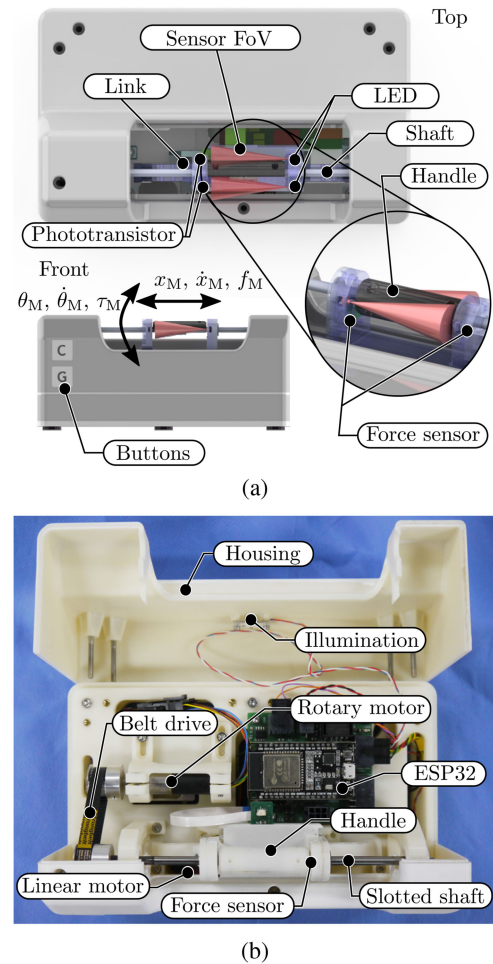 Top
Sensor FoV
Link
LED
Shaft
Handle
Phototransistor
Front
θM, θ̇M, τM
xM, ẋM, fM
C
G
Force sensor
Buttons
(a)
Housing
Illumination
Rotary motor
Belt drive
ESP32
Handle
Linear motor
Force sensor
Slotted shaft
(b)